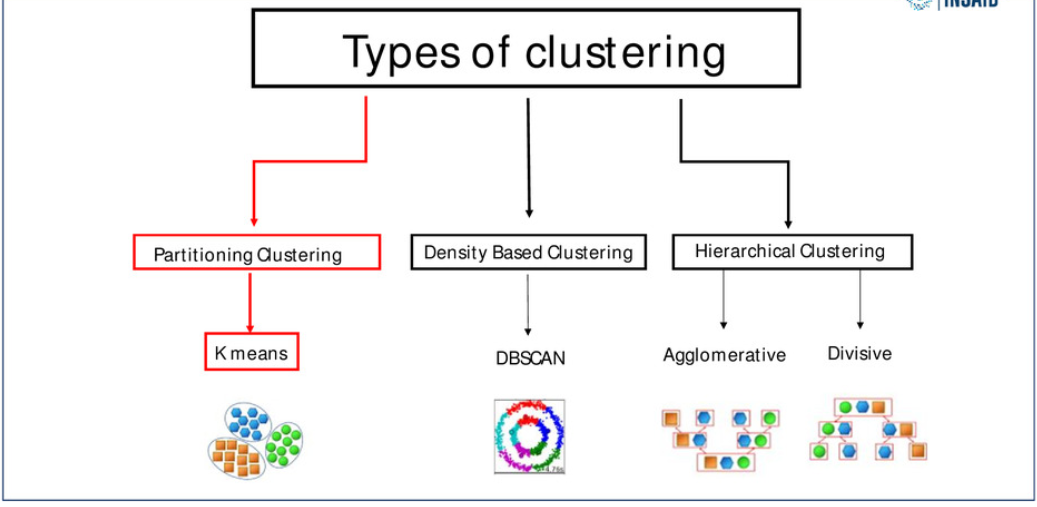 INSAID
Types of clustering
Partitioning Clustering
Density Based Clustering
Hierarchical Clustering
K means
DBSCAN
Agglomerative
Divisive